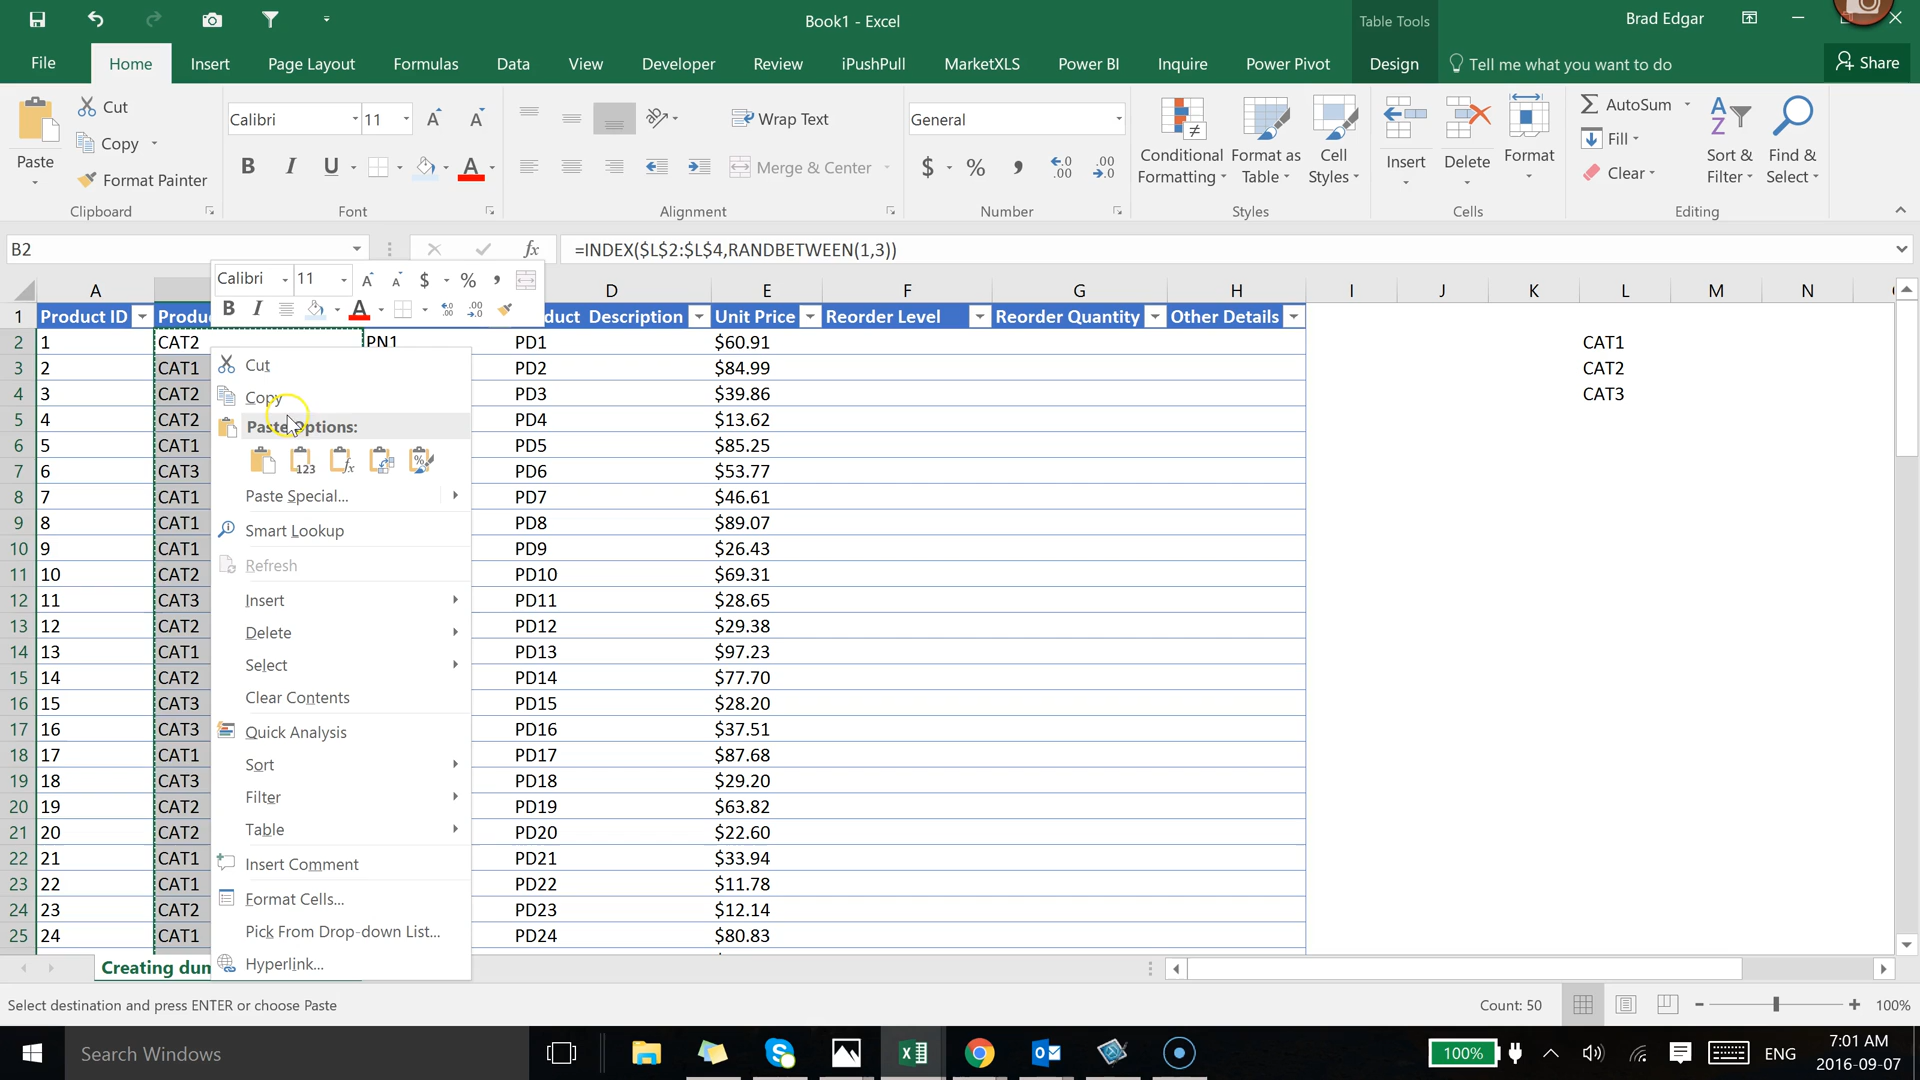 Book1 - Excel
Table Tools
Brad Edgar
File Home Insert Page Layout Formulas Data View Developer Review iPushPull MarketXLS Power BI Inquire Power Pivot Design Tell me what you want to do Share
Paste
Cut
Copy
Format Painter
Clipboard
Calibri 11
B I U A
Font
Wrap Text
Merge & Center
Alignment
General
$ % ,
Number
Conditional Formatting
Format as Table
Cell Styles
Styles
Insert
Delete
Format
Cells
AutoSum
Fill
Clear
Sort & Filter
Find & Select
Editing
B2 fx =INDEX($L$2:$L$4,RANDBETWEEN(1,3))
Calibri 11 $ % ,
B I A
A D E F G H I J K L M N
1 Product ID Produ duct Description Unit Price Reorder Level Reorder Quantity Other Details
2 1 CAT2 PN1 PD1 $60.91 CAT1
3 2 CAT1 PD2 $84.99 CAT2
4 3 CAT2 PD3 $39.86 CAT3
5 4 CAT2 PD4 $13.62
6 5 CAT1 PD5 $85.25
7 6 CAT3 PD6 $53.77
8 7 CAT1 PD7 $46.61
9 8 CAT1 PD8 $89.07
10 9 CAT1 PD9 $26.43
11 10 CAT2 PD10 $69.31
12 11 CAT3 PD11 $28.65
13 12 CAT2 PD12 $29.38
14 13 CAT1 PD13 $97.23
15 14 CAT2 PD14 $77.70
16 15 CAT3 PD15 $28.20
17 16 CAT3 PD16 $37.51
18 17 CAT1 PD17 $87.68
19 18 CAT3 PD18 $29.20
20 19 CAT2 PD19 $63.82
21 20 CAT2 PD20 $22.60
22 21 CAT1 PD21 $33.94
23 22 CAT1 PD22 $11.78
24 23 CAT2 PD23 $12.14
25 24 CAT1 PD24 $80.83
Cut
Copy
Paste Options:
Paste Special...
Smart Lookup
Refresh
Insert
Delete
Select
Clear Contents
Quick Analysis
Sort
Filter
Table
Insert Comment
Format Cells...
Pick From Drop-down List...
Hyperlink...
Creating dun
Select destination and press ENTER or choose Paste
Count: 50
100%
Search Windows
100%
ENG
7:01 AM
2016-09-07